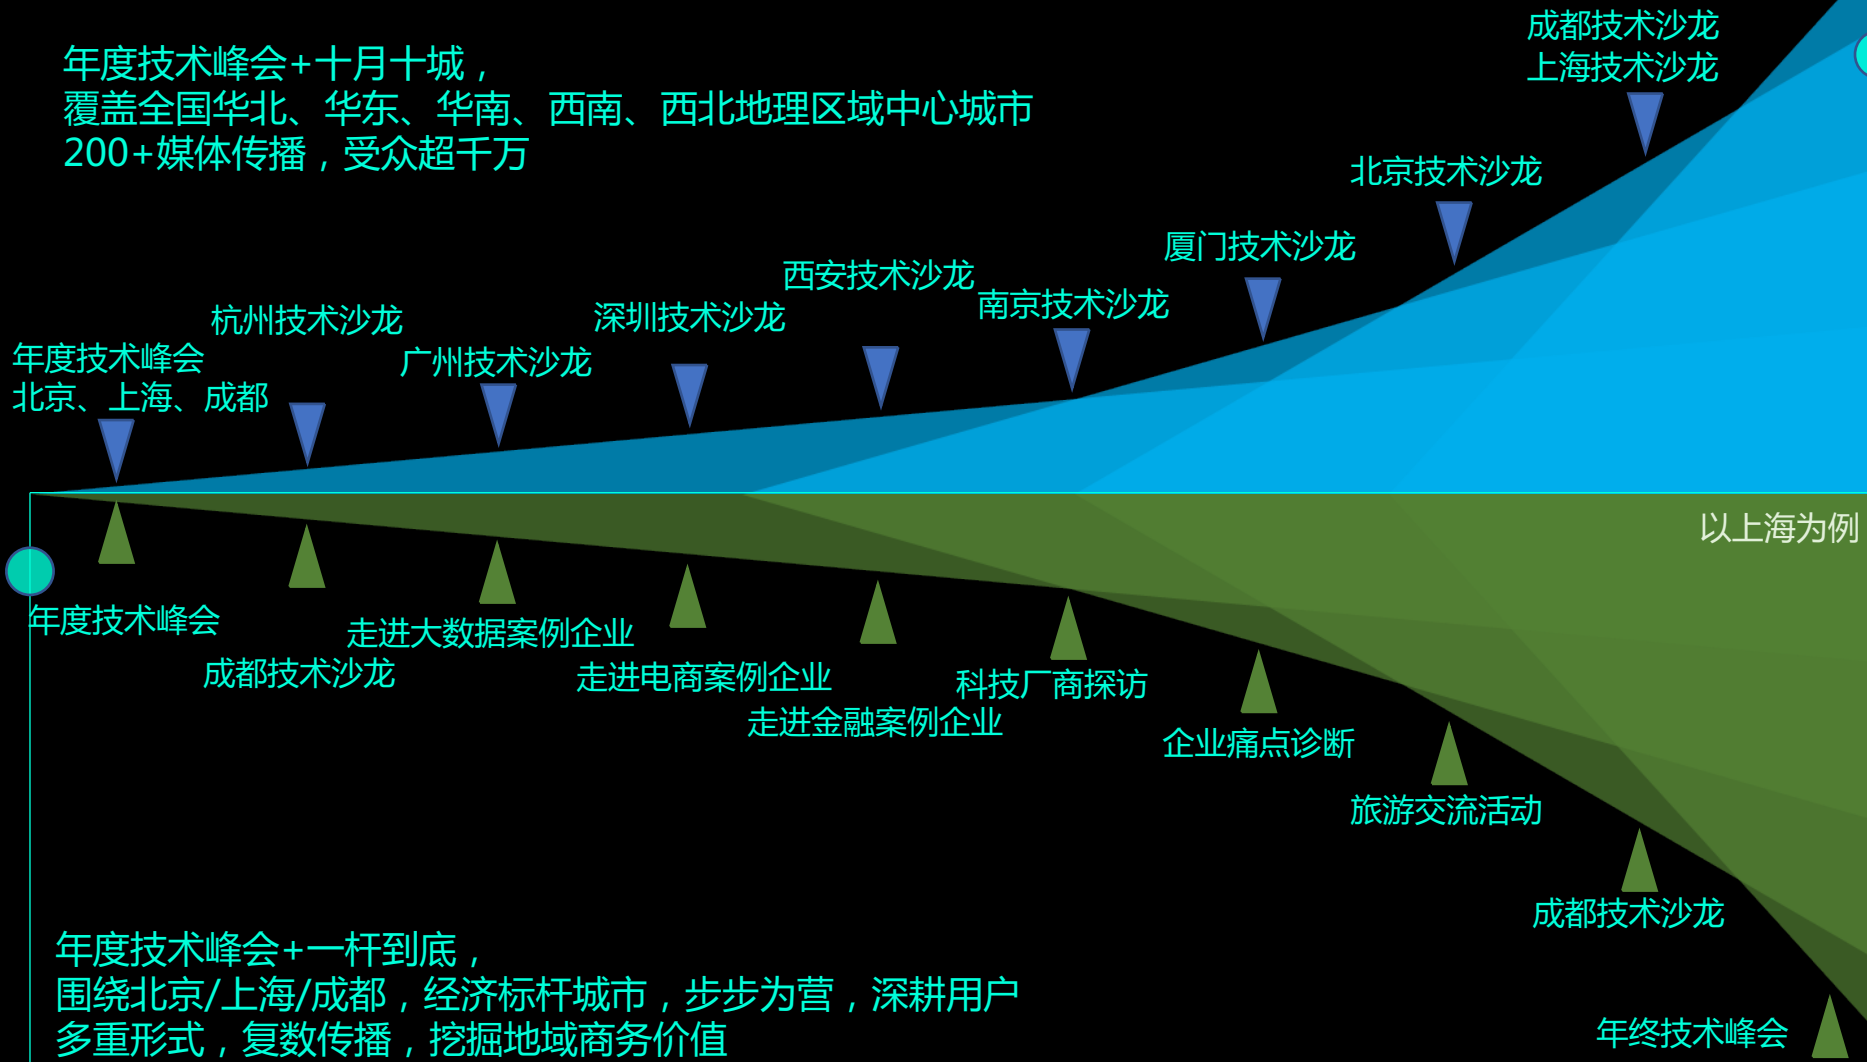 年度技术峰会+十月十城，
覆盖全国华北、华东、华南、西南、西北地理区域中心城市
200+媒体传播，受众超千万
成都技术沙龙
上海技术沙龙
北京技术沙龙
厦门技术沙龙
西安技术沙龙
南京技术沙龙
深圳技术沙龙
杭州技术沙龙
广州技术沙龙
年度技术峰会
北京、上海、成都
以上海为例
年度技术峰会
成都技术沙龙
走进大数据案例企业
走进电商案例企业
走进金融案例企业
科技厂商探访
企业痛点诊断
旅游交流活动
成都技术沙龙
年终技术峰会
年度技术峰会+一杆到底，
围绕北京/上海/成都，经济标杆城市，步步为营，深耕用户
多重形式，复数传播，挖掘地域商务价值